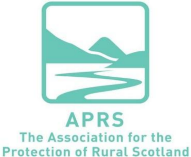 APRS
The Association for the
Protection of Rural Scotland